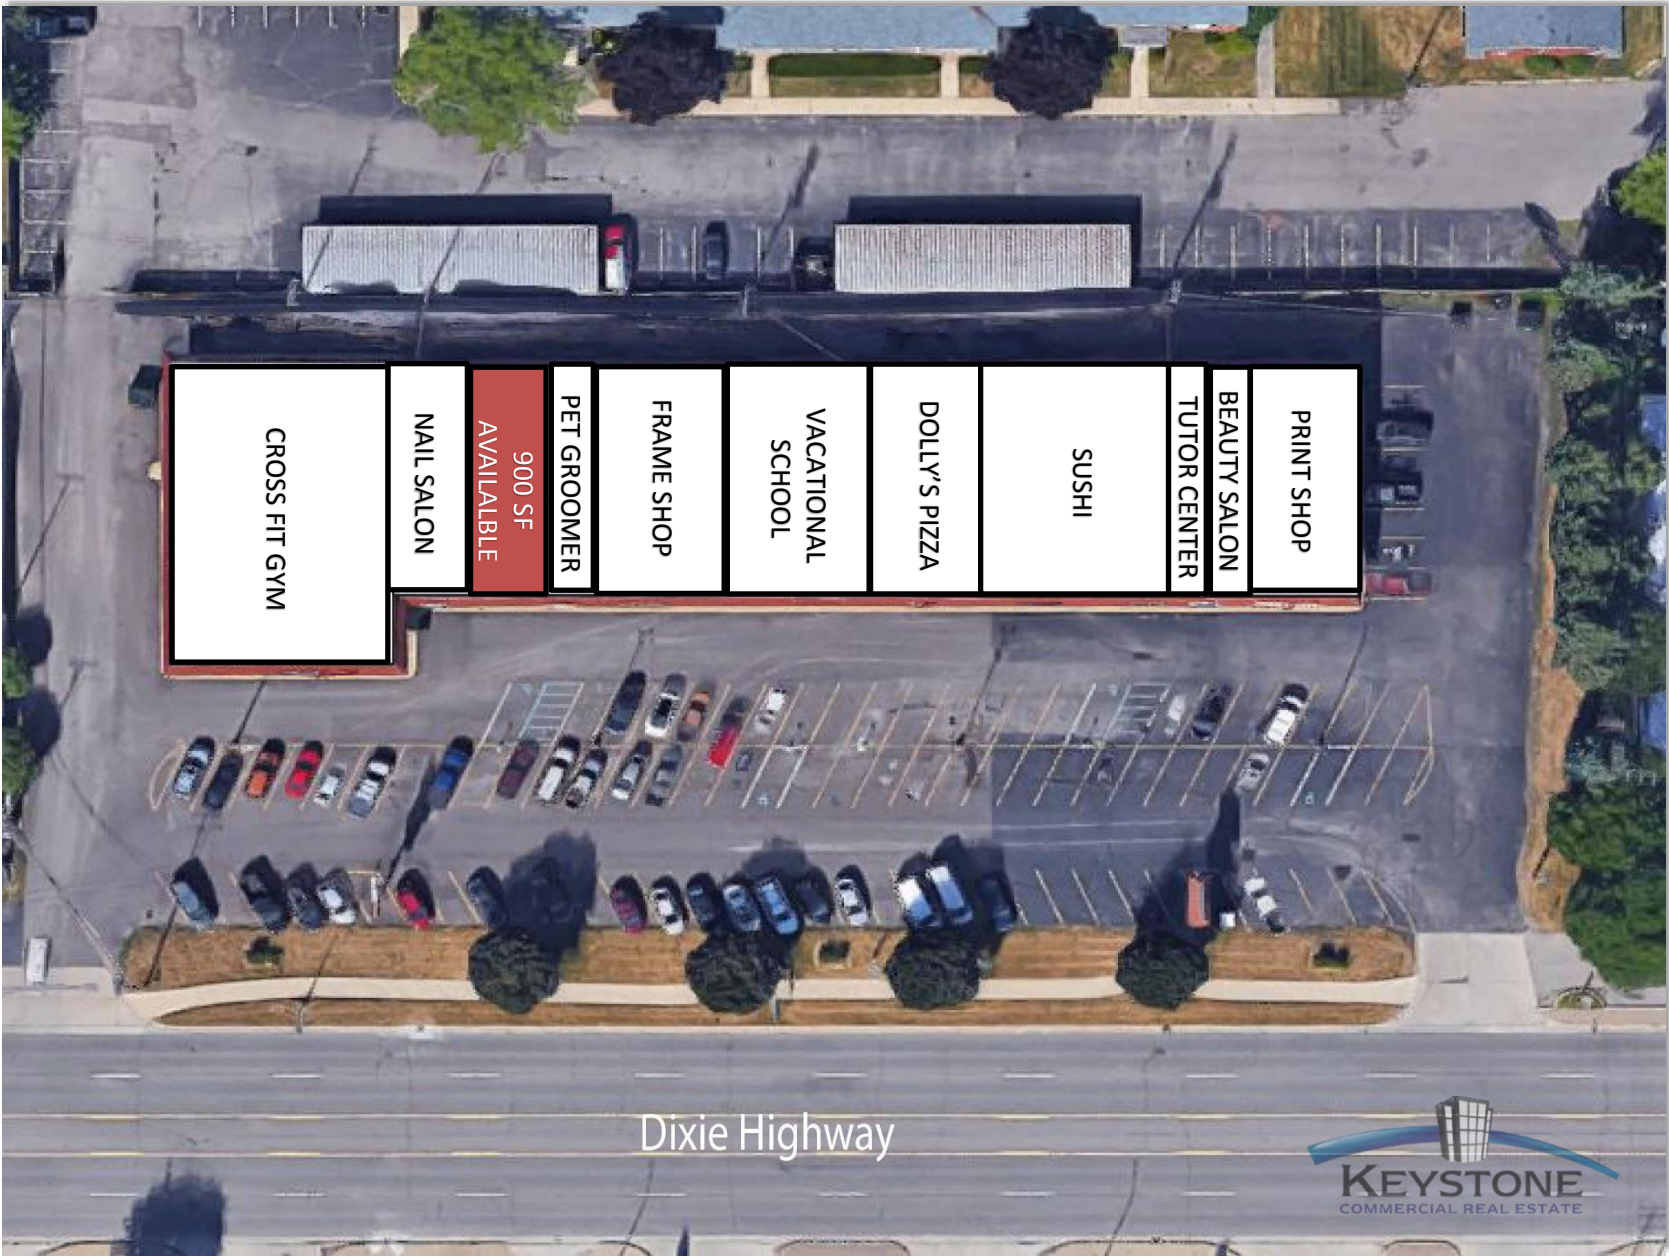 CROSS FIT GYM
NAIL SALON
900 SF
AVAILALBLE
PET GROOMER
FRAME SHOP
VACATIONAL
SCHOOL
DOLLY'S PIZZA
SUSHI
TUTOR CENTER
BEAUTY SALON
PRINT SHOP
Dixie Highway
KEYSTONE
COMMERCIAL REAL ESTATE